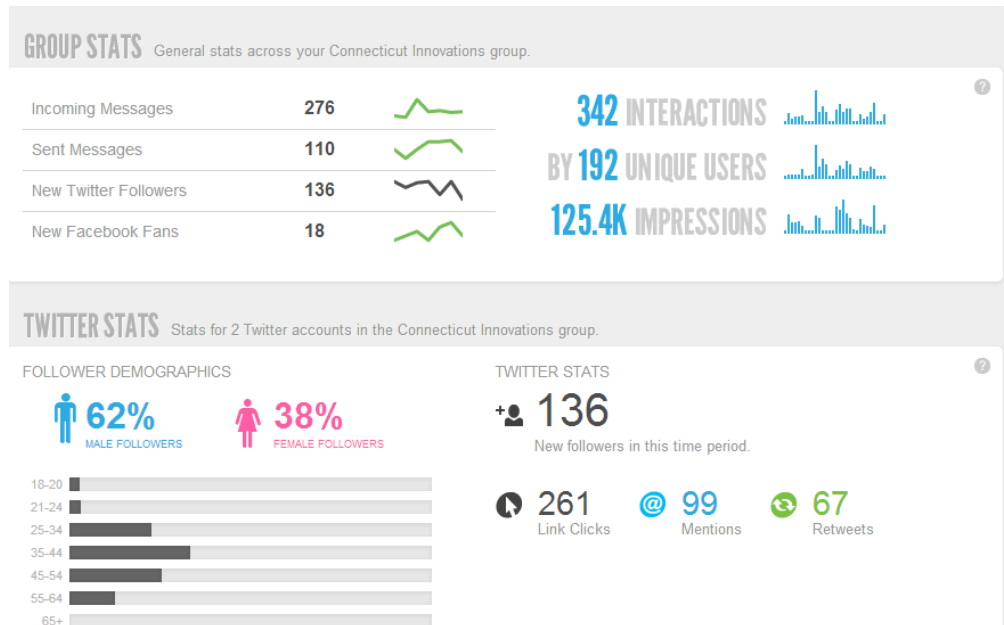 GROUP STATS General stats across your Connecticut Innovations group.
Incoming Messages 276
Sent Messages 110
New Twitter Followers 136
New Facebook Fans 18
342 INTERACTIONS
BY 192 UNIQUE USERS
125.4K IMPRESSIONS
?
TWITTER STATS Stats for 2 Twitter accounts in the Connecticut Innovations group.
FOLLOWER DEMOGRAPHICS
62%
MALE FOLLOWERS
38%
FEMALE FOLLOWERS
18-20
21-24
25-34
35-44
45-54
55-64
65+
TWITTER STATS
?
136
New followers in this time period.
261
Link Clicks
@ 99
Mentions
67
Retweets